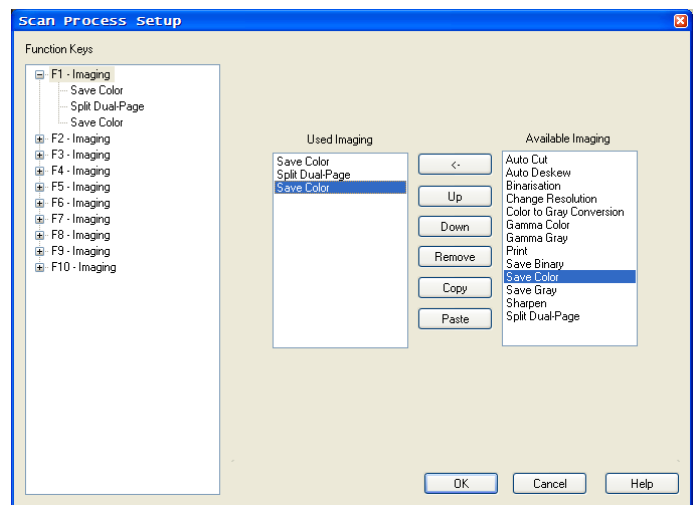 Scan Process Setup
Function Keys
F1 - Imaging
Save Color
Split Dual-Page
Save Color
F2 - Imaging
F3 - Imaging
F4 - Imaging
F5 - Imaging
F6 - Imaging
F7 - Imaging
F8 - Imaging
F9 - Imaging
F10 - Imaging
Used Imaging
Save Color
Split Dual-Page
Save Color
<-
Up
Down
Remove
Copy
Paste
Available Imaging
Auto Cut
Auto Deskew
Binarisation
Change Resolution
Color to Gray Conversion
Gamma Color
Gamma Gray
Print
Save Binary
Save Color
Save Gray
Sharpen
Split Dual-Page
OK
Cancel
Help